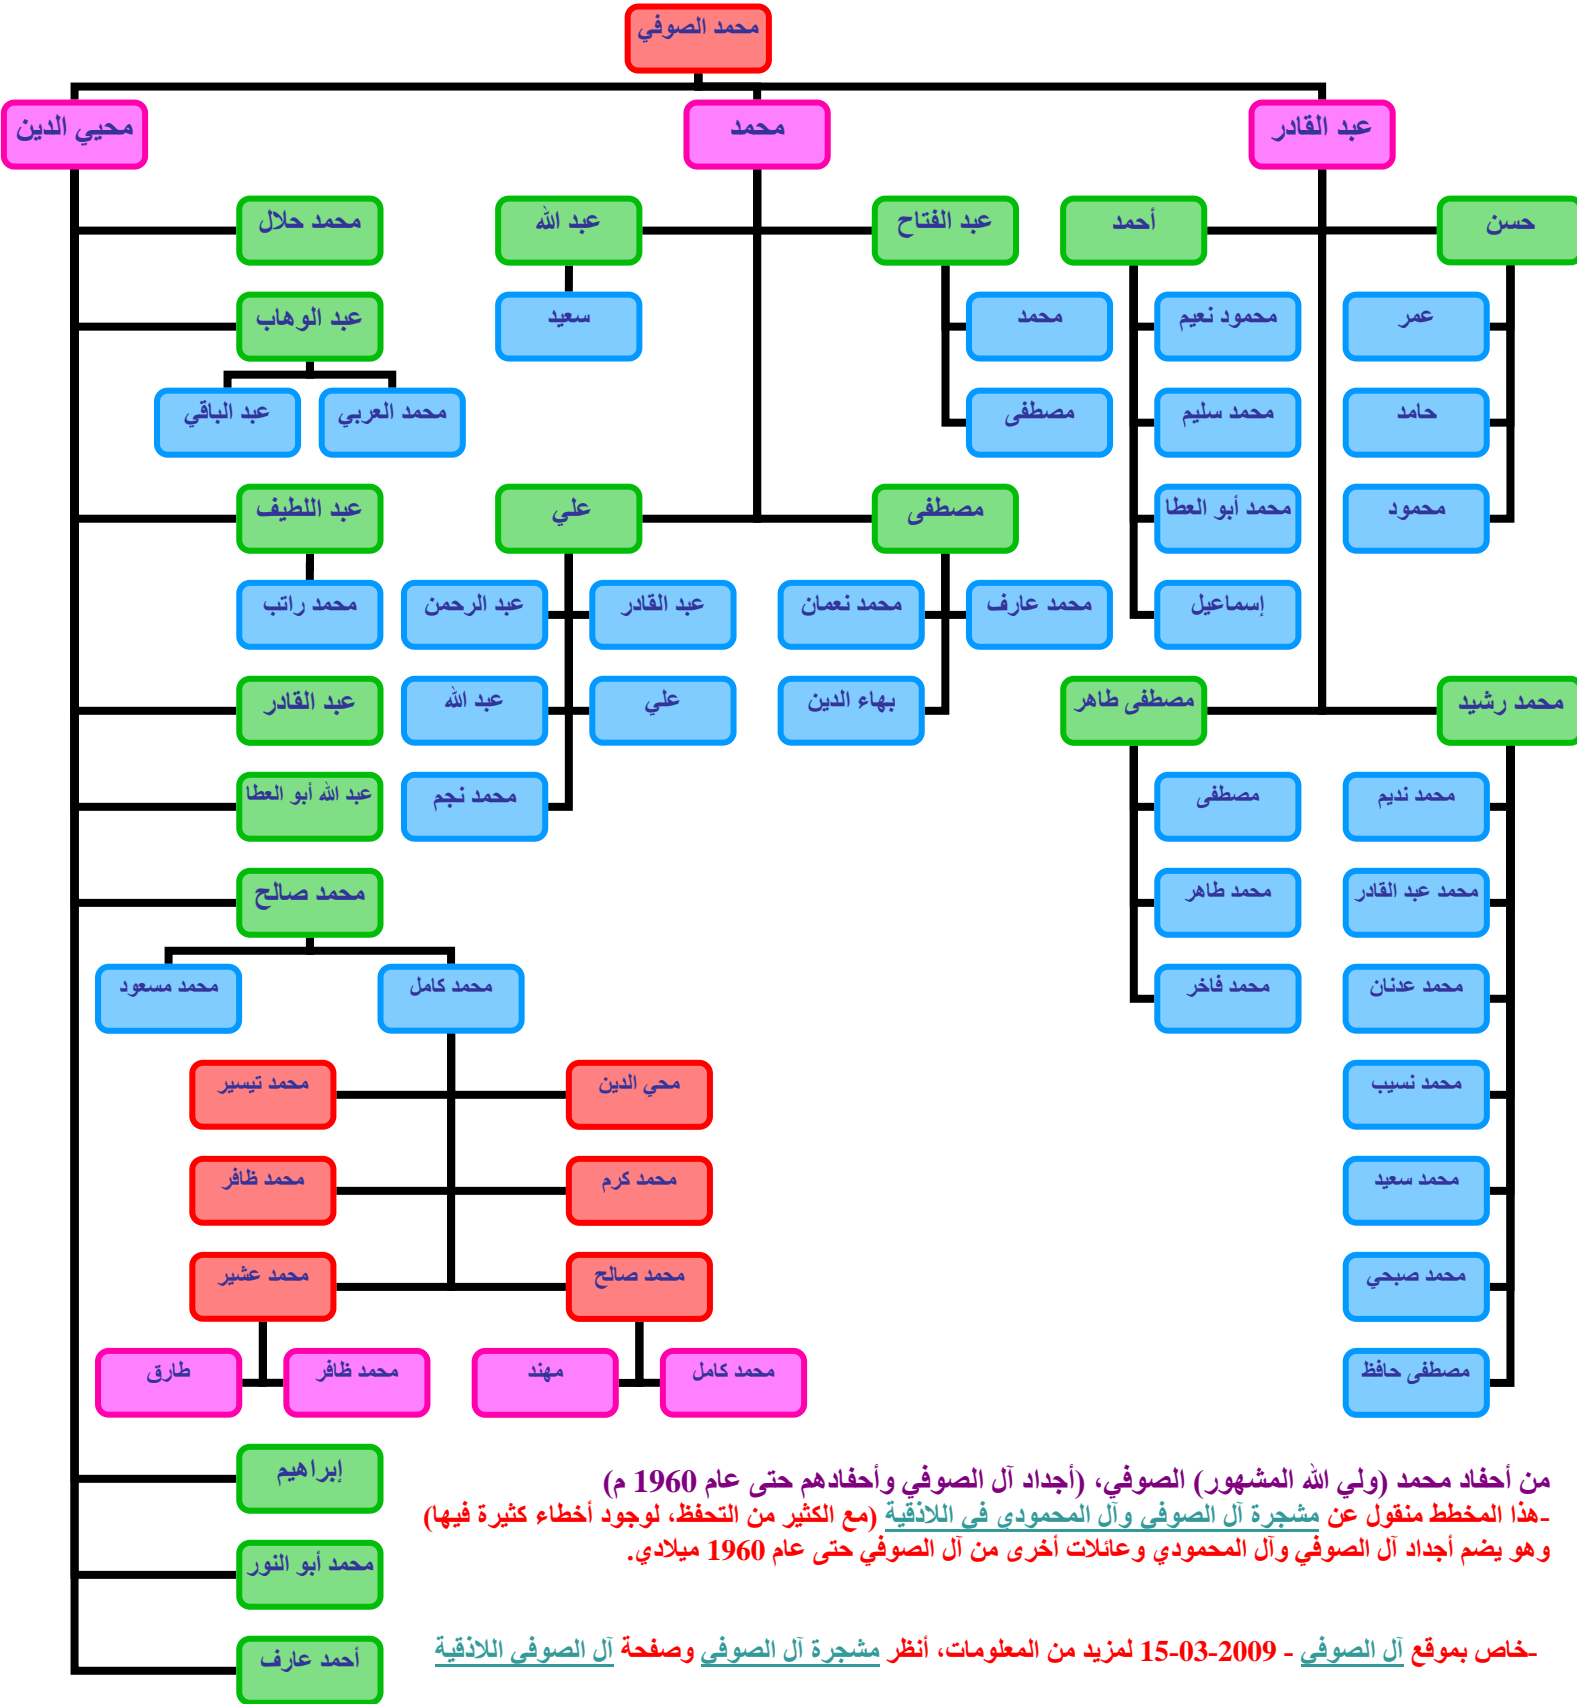 محمد الصوفي
عبد القادر
محمد
محيي الدين
حسن
أحمد
عبد الفتاح
عبد الله
محمد حلال
عمر
محمود نعيم
محمد
سعيد
عبد الوهاب
حامد
محمد سليم
مصطفى
محمد العربي
عبد الباقي
محمود
محمد أبو العطا
مصطفى
علي
عبد اللطيف
إسماعيل
محمد عارف
محمد نعمان
عبد القادر
عبد الرحمن
محمد راتب
محمد رشيد
مصطفى طاهر
بهاء الدين
علي
عبد الله
عبد القادر
محمد نديم
مصطفى
محمد نجم
عبد الله أبو العطا
محمد عبد القادر
محمد طاهر
محمد صالح
محمد عدنان
محمد فاخر
محمد كامل
محمد مسعود
محمد نسيب
محي الدين
محمد تيسير
محمد سعيد
محمد كرم
محمد ظافر
محمد صبحي
محمد صالح
محمد عشير
مصطفى حافظ
محمد كامل
مهند
محمد ظافر
طارق
إبراهيم
من أحفاد محمد (ولي الله المشهور) الصوفي، (أجداد آل الصوفي وأحفادهم حتى عام 1960 م)
-هذا المخطط منقول عن مشجرة آل الصوفي وآل المحمودي في اللاذقية (مع الكثير من التحفظ، لوجود أخطاء كثيرة فيها)
وهو يضم أجداد آل الصوفي وآل المحمودي وعائلات أخرى من آل الصوفي حتى عام 1960 ميلادي.
محمد أبو النور
-خاص بموقع آل الصوفي - 2009-03-15 لمزيد من المعلومات، أنظر مشجرة آل الصوفي وصفحة آل الصوفي اللاذقية
أحمد عارف